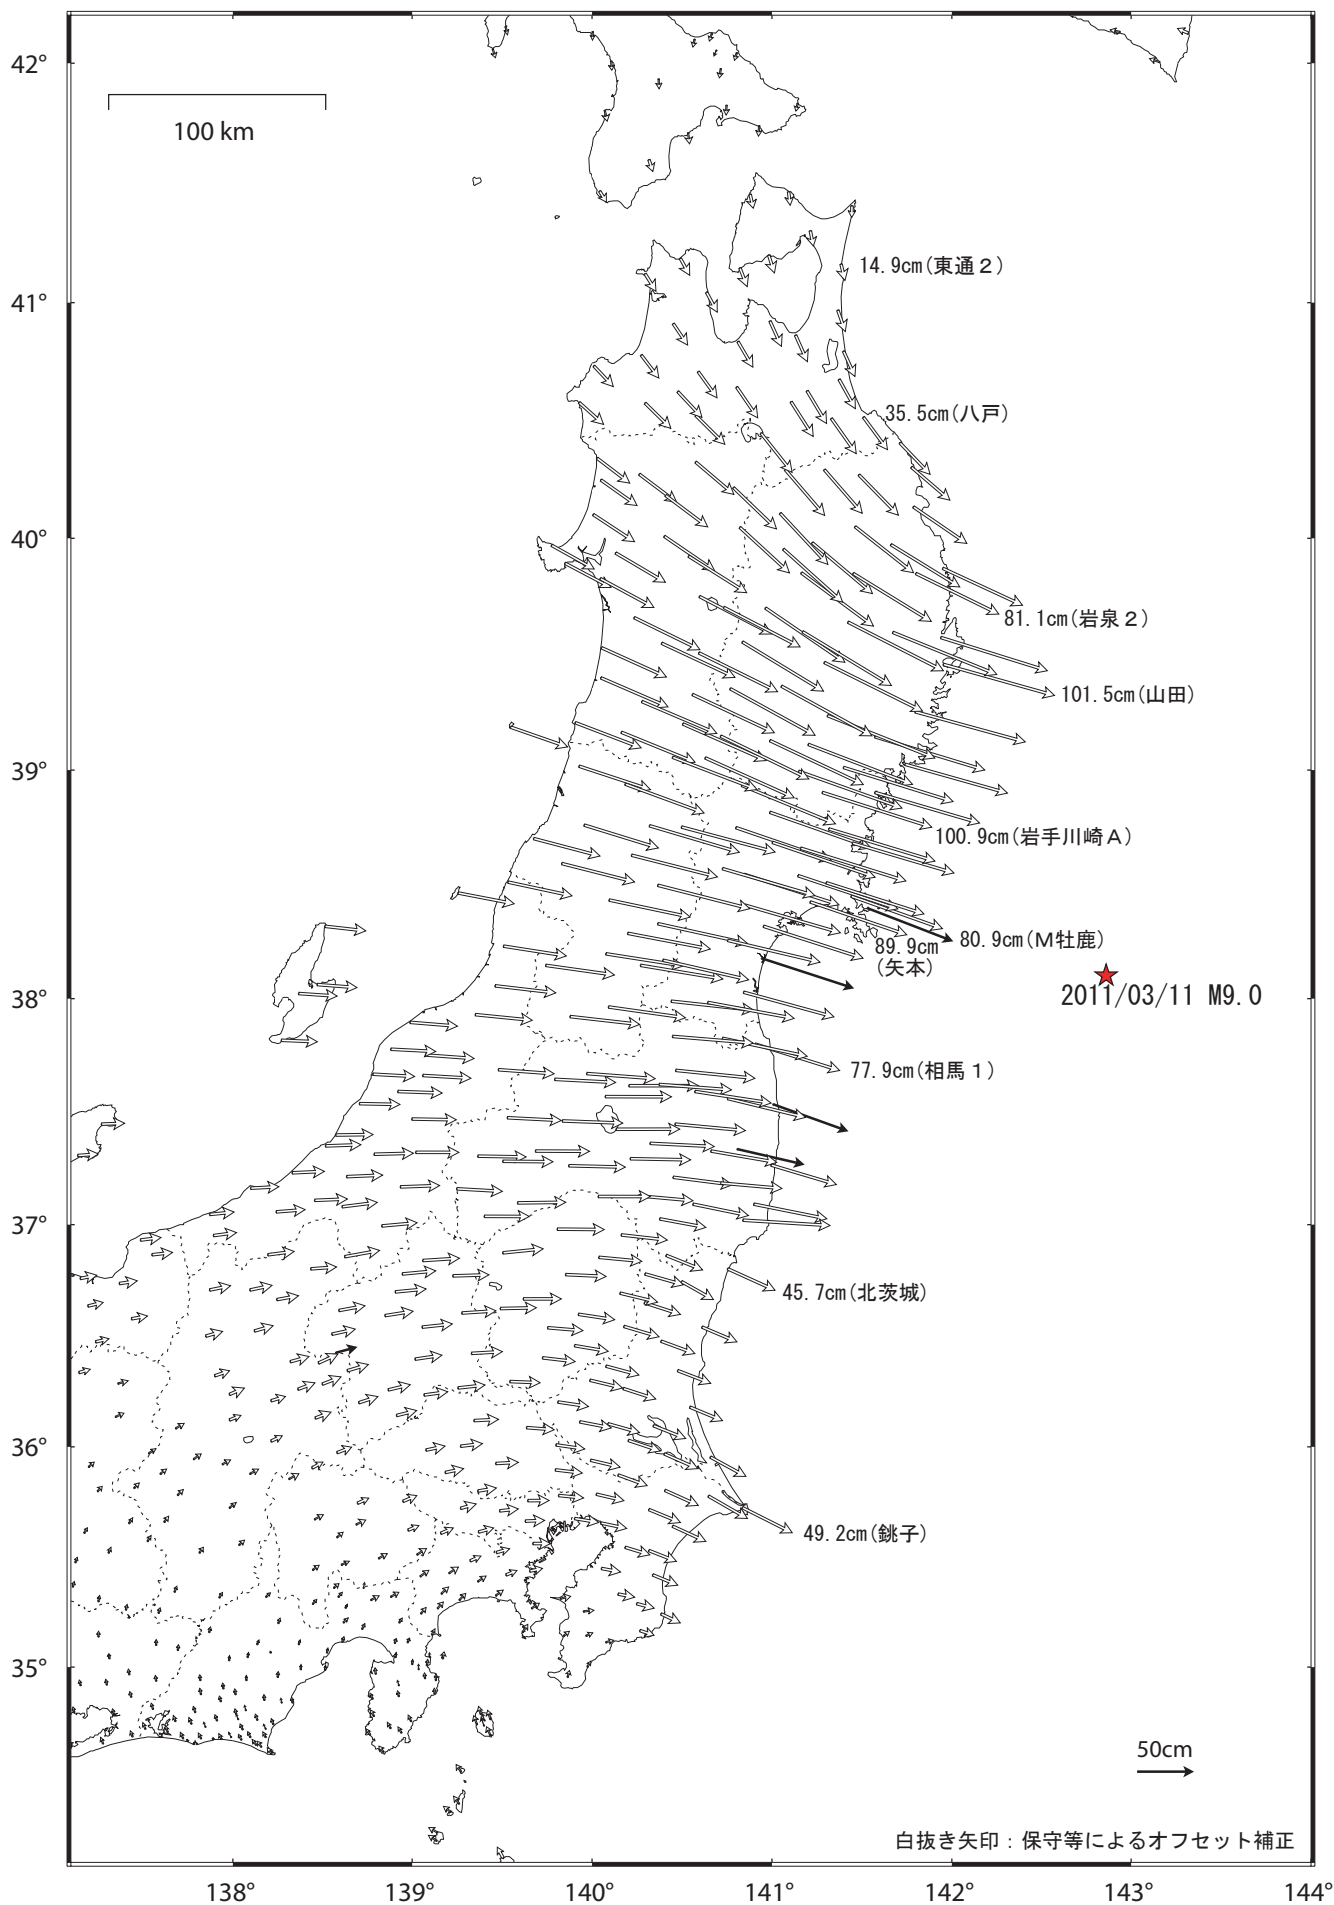 42°
100 km
14.9cm(東通２)
41°
35.5cm(八戸)
40°
81.1cm(岩泉２)
101.5cm(山田)
39°
100.9cm(岩手川崎Ａ)
80.9cm(Ｍ牡鹿)
89.9cm
(矢本)
38°
2011/03/11 M9.0
77.9cm(相馬１)
37°
45.7cm(北茨城)
36°
49.2cm(銚子)
35°
50cm
白抜き矢印：保守等によるオフセット補正
138°
139°
140°
141°
142°
143°
144°